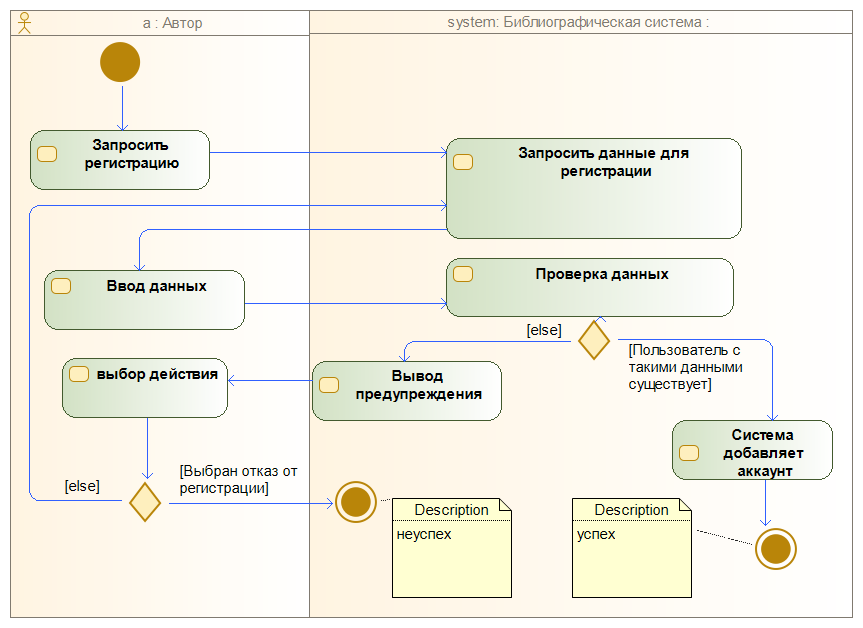 a : Автор
system: Библиографическая система :
Запросить
регистрацию
Запросить данные для
регистрации
Ввод данных
Проверка данных
[else]
[Пользователь с
такими данными
существует]
выбор действия
Вывод
предупреждения
Система
добавляет
аккаунт
[else]
[Выбран отказ от
регистрации]
Description
неуспех
Description
успех